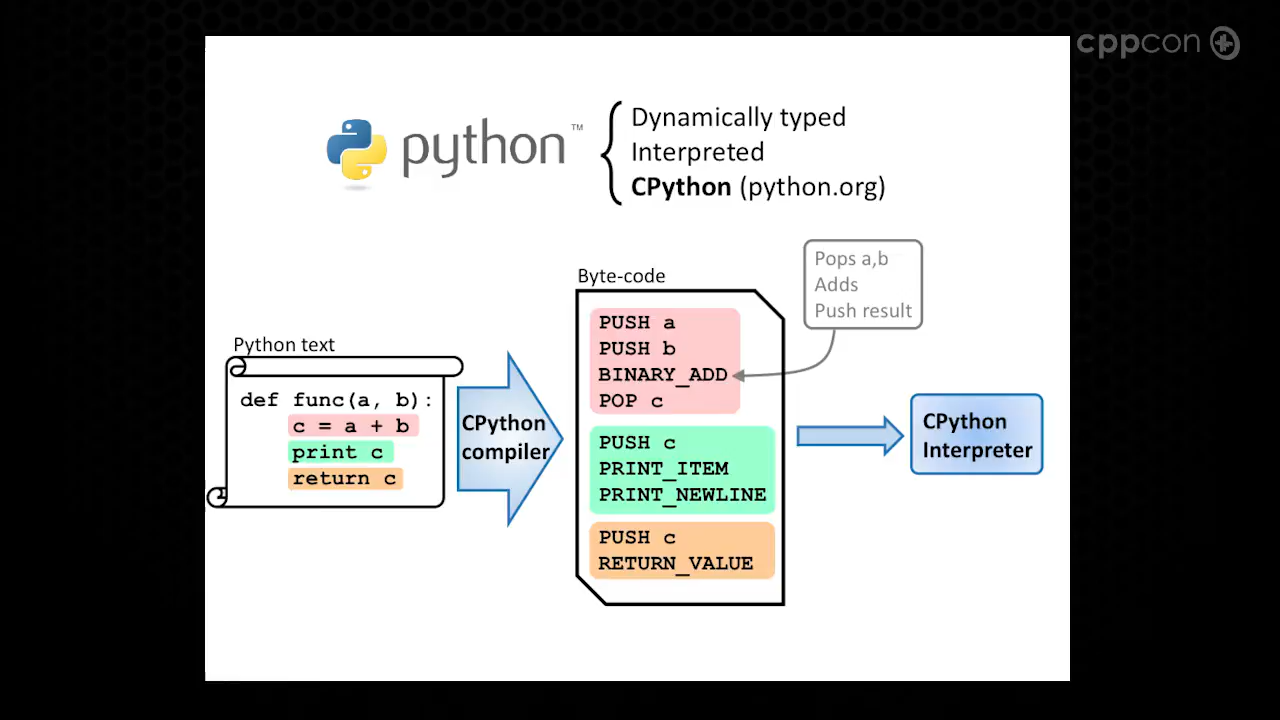 cppcon
python™
Dynamically typed
Interpreted
CPython (python.org)
Pops a,b
Adds
Push result
Byte-code
PUSH a
PUSH b
BINARY_ADD
POP c
PUSH c
PRINT_ITEM
PRINT_NEWLINE
PUSH c
RETURN_VALUE
Python text
def func(a, b):
c = a + b
print c
return c
CPython
compiler
CPython
Interpreter